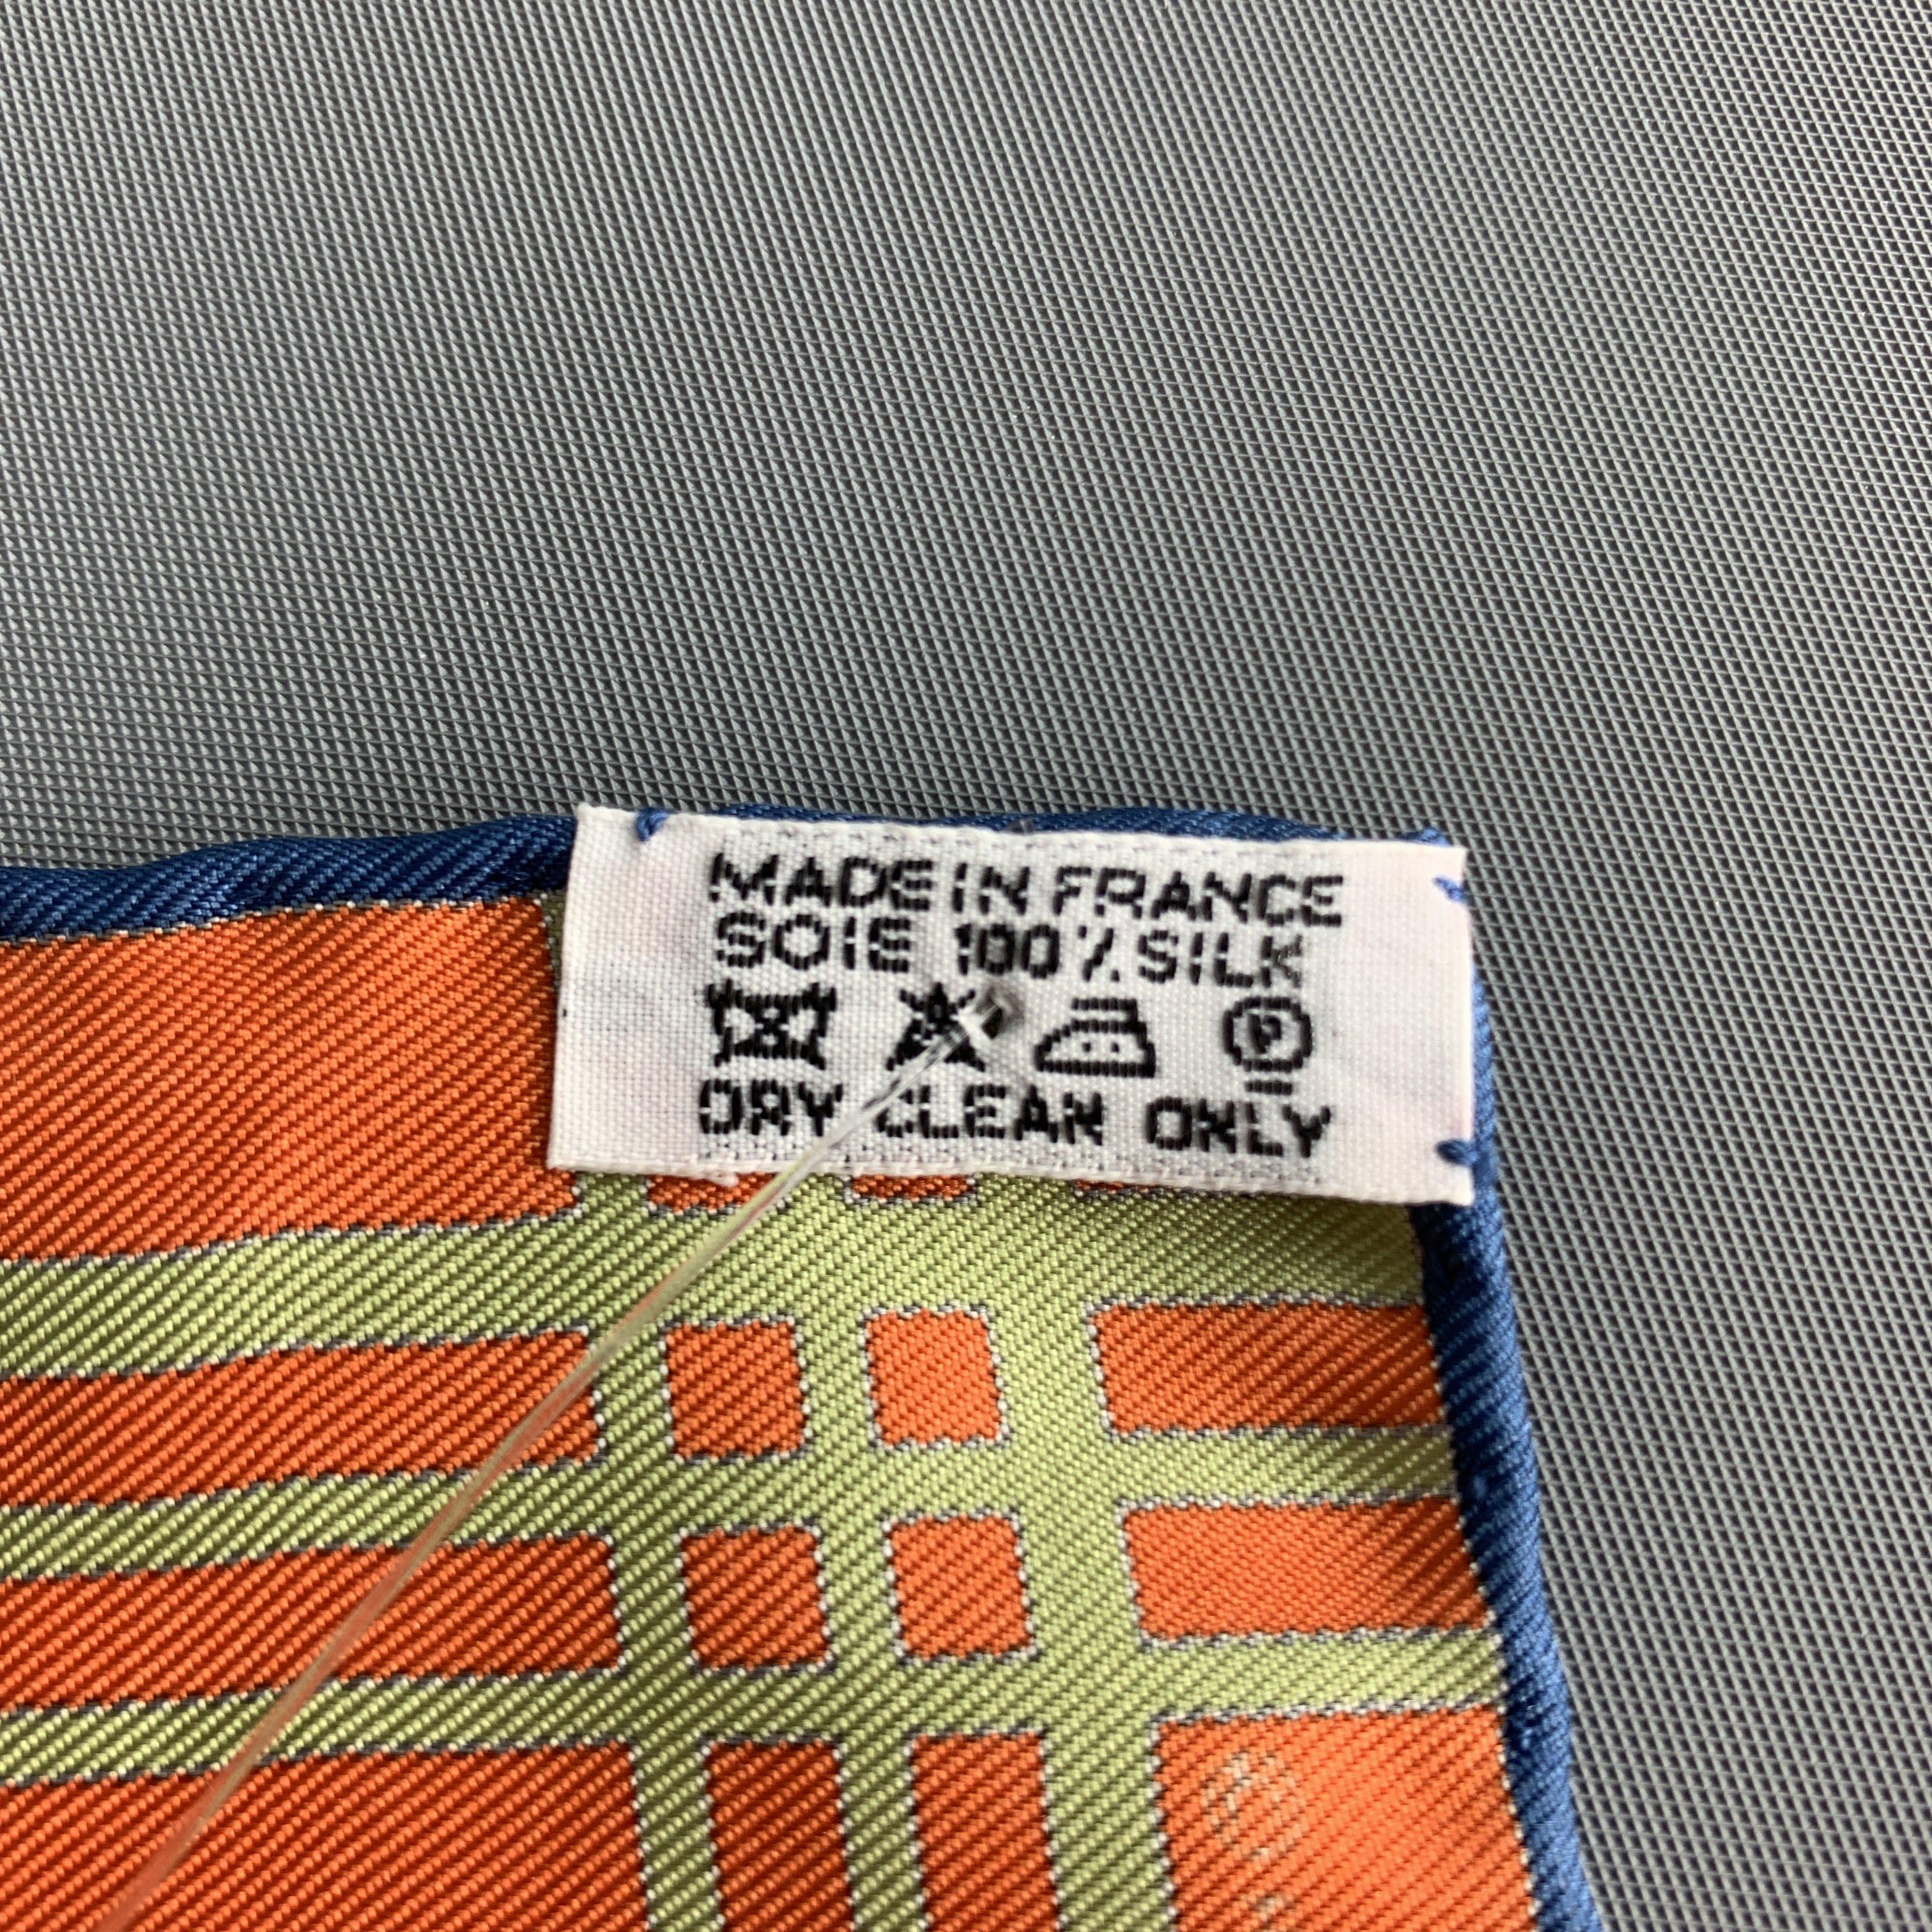 MADE IN FRANCE
SOIE 100% SILK
P
DRY CLEAN ONLY